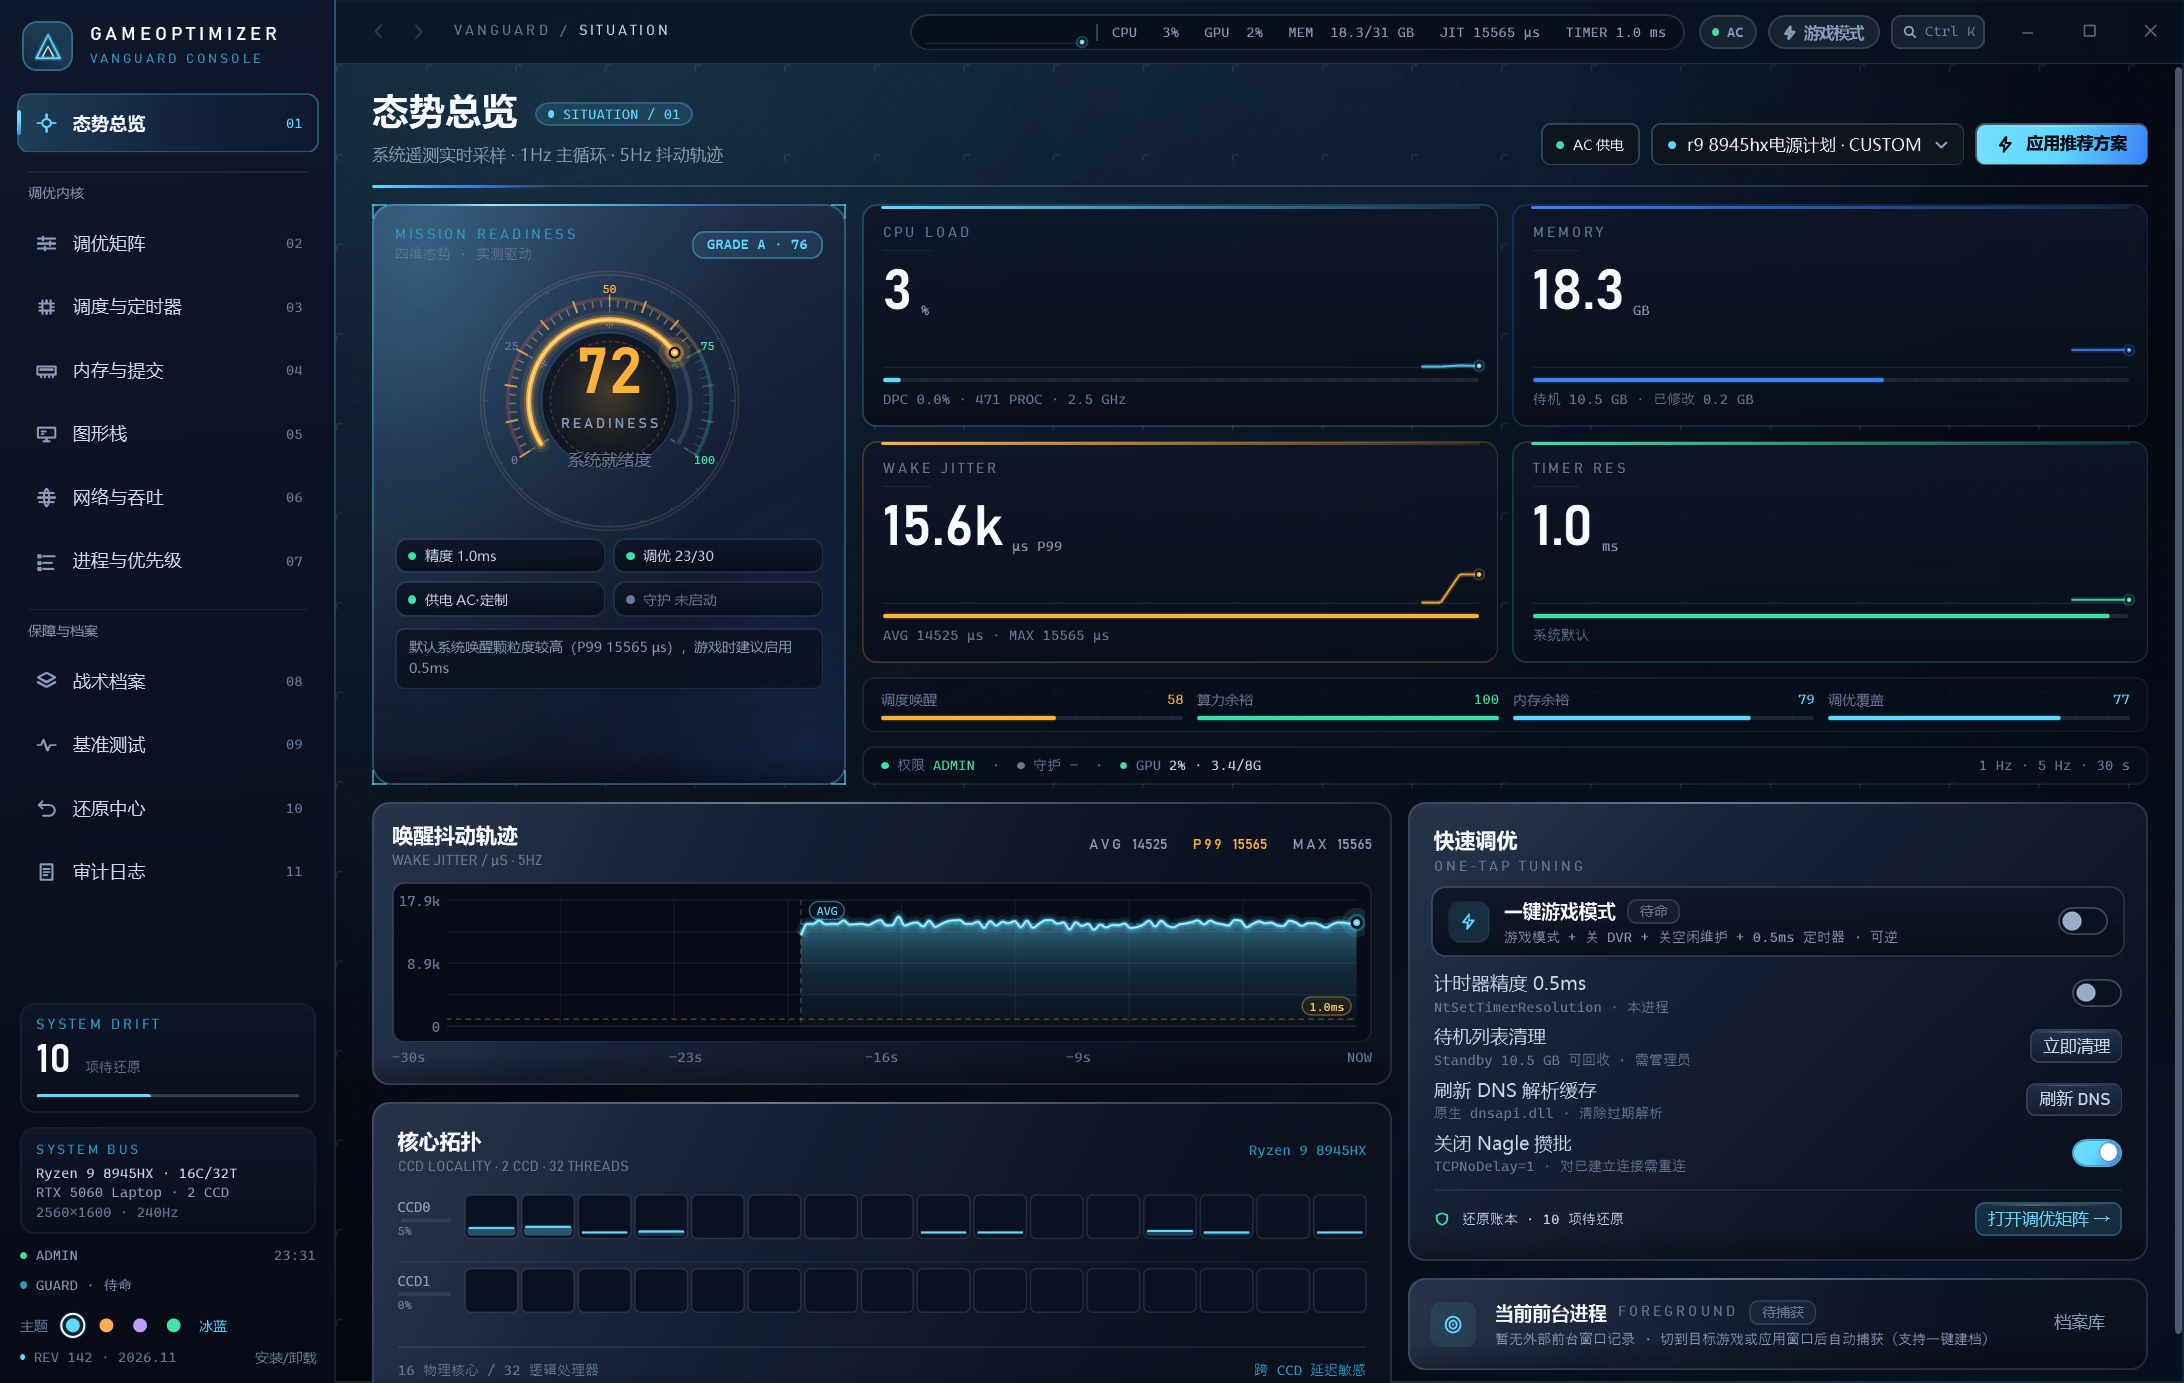 GAMEOPTIMIZER
VANGUARD CONSOLE
态势总览 01
调优内核
调优矩阵 02
调度与定时器 03
内存与提交 04
图形栈 05
网络与吞吐 06
进程与优先级 07
保障与档案
战术档案 08
基准测试 09
还原中心 10
审计日志 11
SYSTEM DRIFT
10 项待还原
SYSTEM BUS
Ryzen 9 8945HX · 16C/32T
RTX 5060 Laptop · 2 CCD
2560×1600 · 240Hz
ADMIN 23:31
GUARD · 待命
主题 冰蓝
REV 142 · 2026.11 安装/卸载
VANGUARD / SITUATION
CPU 3% GPU 2% MEM 18.3/31 GB JIT 15565 µs TIMER 1.0 ms
AC
游戏模式
Ctrl K
态势总览 SITUATION / 01
系统遥测实时采样 · 1Hz 主循环 · 5Hz 抖动轨迹
AC 供电
r9 8945hx电源计划 · CUSTOM
应用推荐方案
MISSION READINESS
四维态势 · 实测驱动
GRADE A · 76
0 25 50 75 100
72
READINESS
系统就绪度
精度 1.0ms
调优 23/30
供电 AC·定制
守护 未启动
默认系统唤醒颗粒度较高（P99 15565 µs），游戏时建议启用
0.5ms
CPU LOAD
3 %
DPC 0.0% · 471 PROC · 2.5 GHz
MEMORY
18.3 GB
待机 10.5 GB · 已修改 0.2 GB
WAKE JITTER
15.6k µs P99
AVG 14525 µs · MAX 15565 µs
TIMER RES
1.0 ms
系统默认
调度唤醒 58
算力余裕 100
内存余裕 79
调优覆盖 77
权限 ADMIN · 守护 — · GPU 2% · 3.4/8G
1 Hz · 5 Hz · 30 s
唤醒抖动轨迹
WAKE JITTER / µS · 5HZ
AVG 14525 P99 15565 MAX 15565
17.9k
8.9k
0
AVG
1.0ms
−30s −23s −16s −9s NOW
核心拓扑
CCD LOCALITY · 2 CCD · 32 THREADS
Ryzen 9 8945HX
CCD0
5%
CCD1
0%
16 物理核心 / 32 逻辑处理器
跨 CCD 延迟敏感
快速调优
ONE-TAP TUNING
一键游戏模式 待命
游戏模式 + 关 DVR + 关空闲维护 + 0.5ms 定时器 · 可逆
计时器精度 0.5ms
NtSetTimerResolution · 本进程
待机列表清理
Standby 10.5 GB 可回收 · 需管理员
立即清理
刷新 DNS 解析缓存
原生 dnsapi.dll · 清除过期解析
刷新 DNS
关闭 Nagle 攒批
TCPNoDelay=1 · 对已建立连接需重连
还原账本 · 10 项待还原
打开调优矩阵 →
当前前台进程 FOREGROUND 待捕获
暂无外部前台窗口记录 · 切到目标游戏或应用窗口后自动捕获（支持一键建档）
档案库